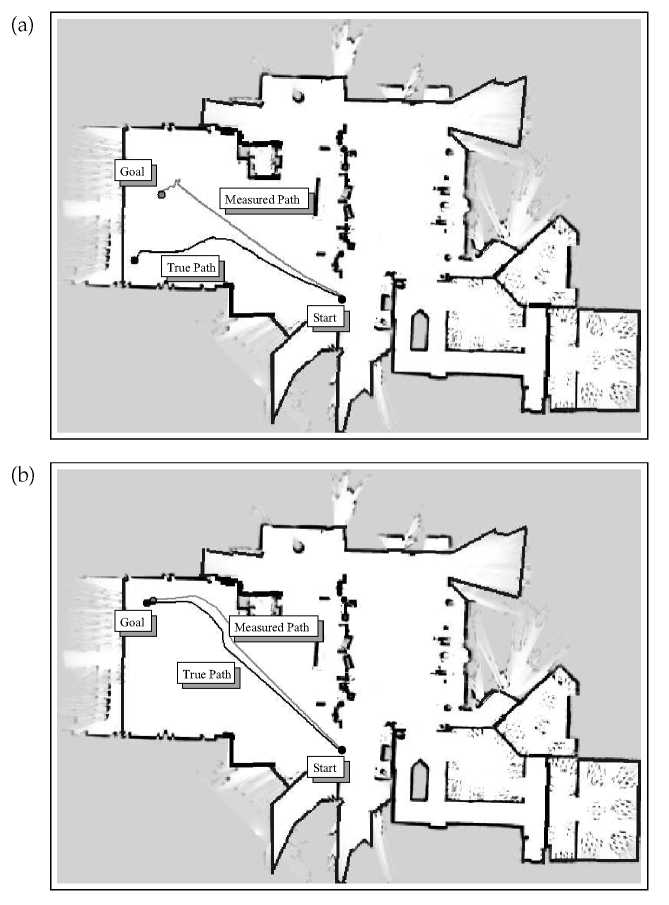 (a)
Goal
Measured Path
True Path
Start
(b)
Goal
Measured Path
True Path
Start